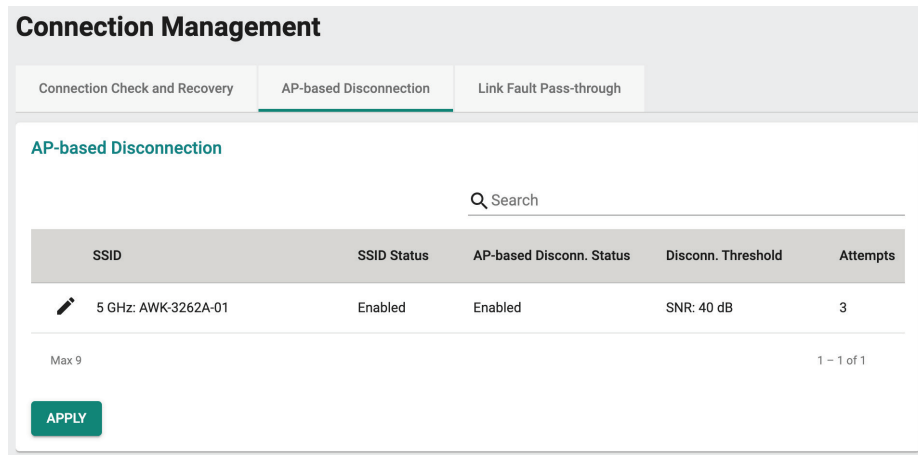 Connection Management
Connection Check and Recovery AP-based Disconnection Link Fault Pass-through
AP-based Disconnection
Search
SSID SSID Status AP-based Disconn. Status Disconn. Threshold Attempts
5 GHz: AWK-3262A-01 Enabled Enabled SNR: 40 dB 3
Max 9 1 – 1 of 1
APPLY